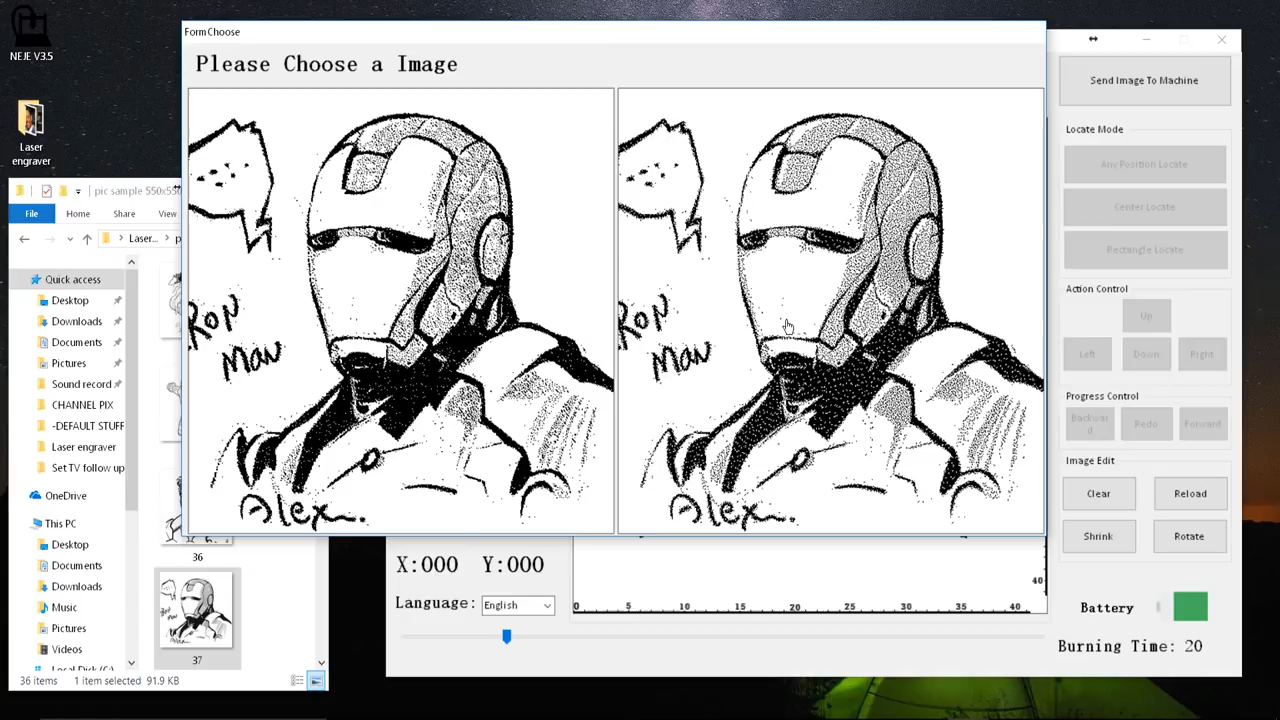 NEJE V3.5
Laser
engraver
Form Choose
Please Choose a Image
Ron
Man
Alex.
Ron
Man
Alex.
Send Image To Machine
Locate Mode
Any Position Locate
Center Locate
Rectangle Locate
Action Control
Up
Left
Down
Right
Progress Control
Backwar
d
Redo
Forward
Image Edit
Clear
Reload
Shrink
Rotate
Battery
Burning Time: 20
X:000 Y:000
Language: English
40
0 5 10 15 20 25 30 35 40
File Home Share View
Laser...
Quick access
Desktop
Downloads
Documents
Pictures
Sound record
CHANNEL PIX
-DEFAULT STUFF
Laser engraver
Set TV follow up
OneDrive
This PC
Desktop
Documents
Downloads
Music
Pictures
Videos
36
37
36 items 1 item selected 91.9 KB